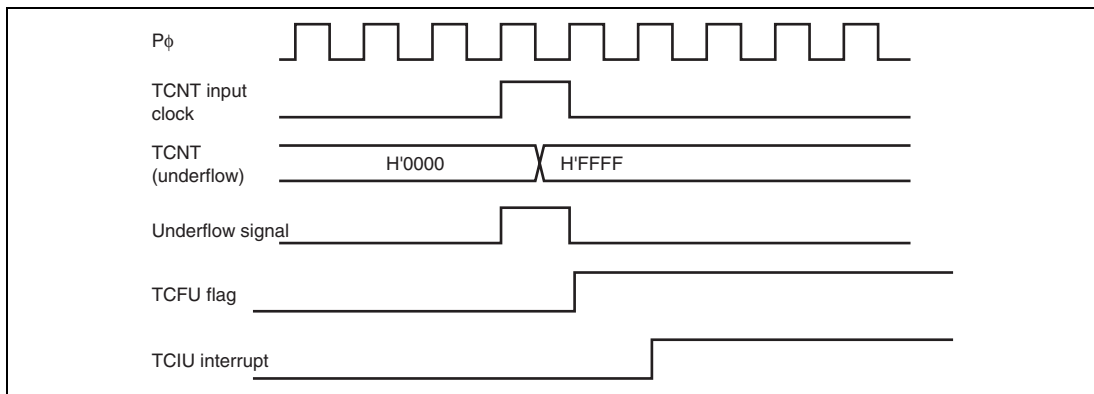 Pφ
TCNT input
clock
TCNT
(underflow)
H'0000
H'FFFF
Underflow signal
TCFU flag
TCIU interrupt